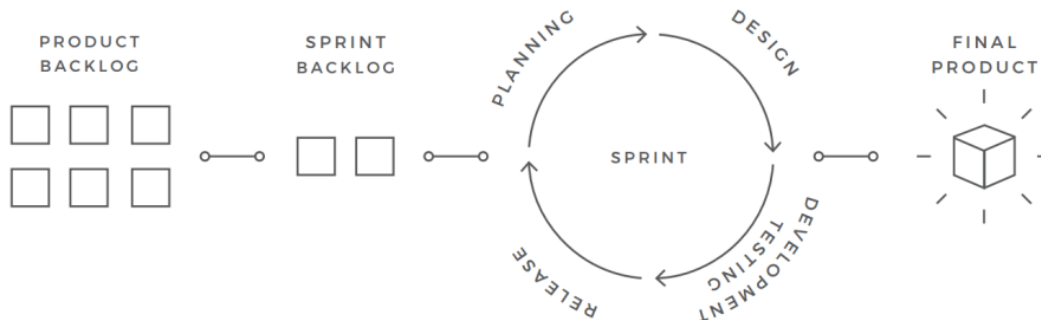 PRODUCT
BACKLOG
SPRINT
BACKLOG
PLANNING
DESIGN
SPRINT
DEVELOPMENT
TESTING
RELEASE
FINAL
PRODUCT